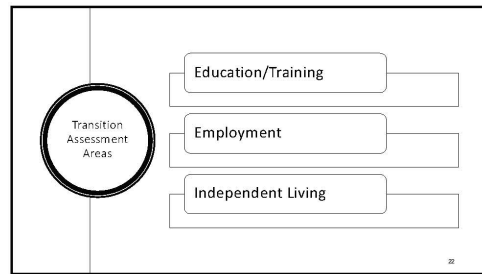 Transition
Assessment
Areas
Education/Training
Employment
Independent Living
22